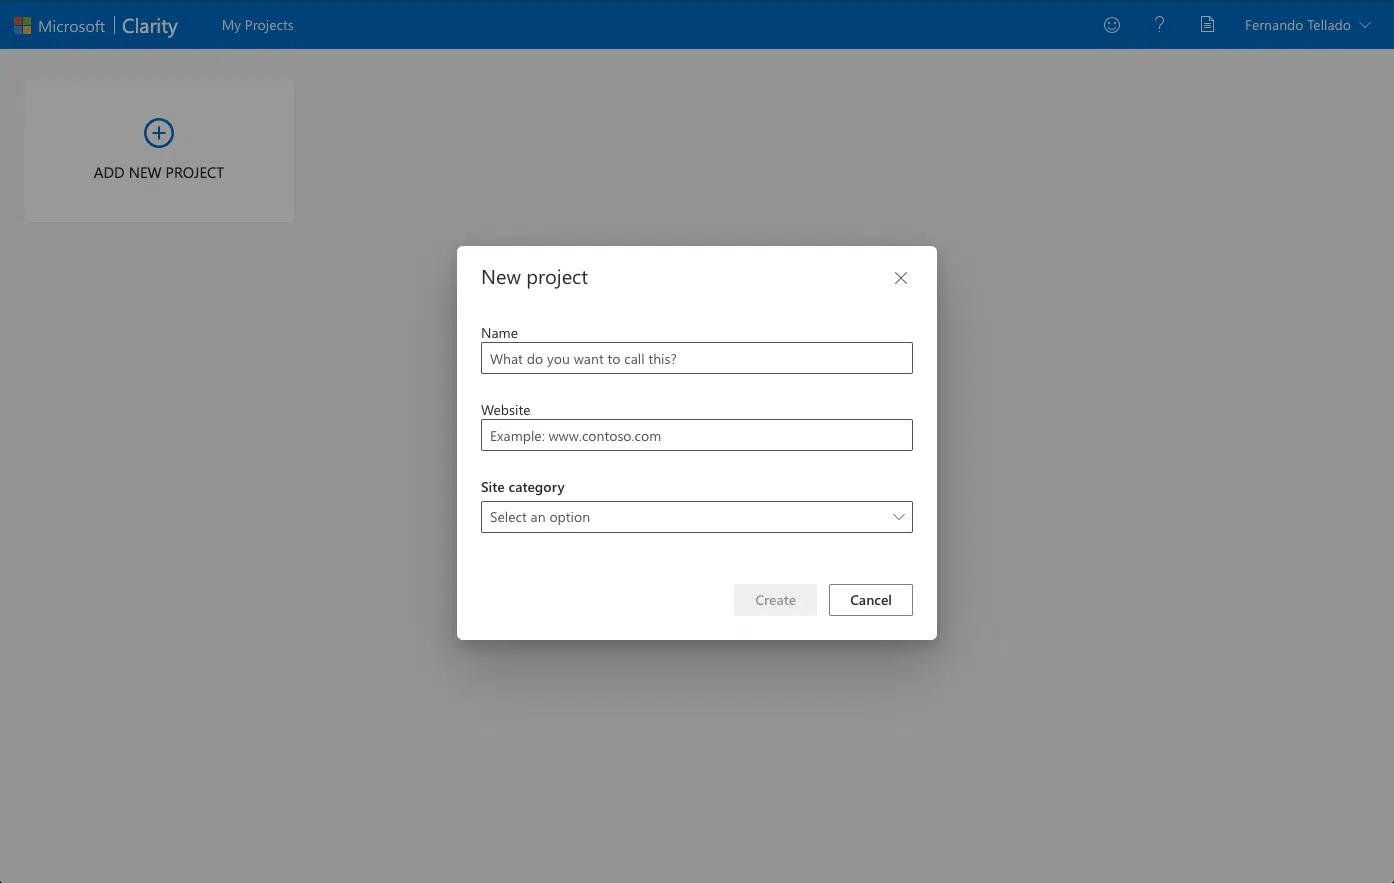 Microsoft | Clarity My Projects ? Fernando Tellado
ADD NEW PROJECT
New project
Name
What do you want to call this?
Website
Example: www.contoso.com
Site category
Select an option
Create Cancel